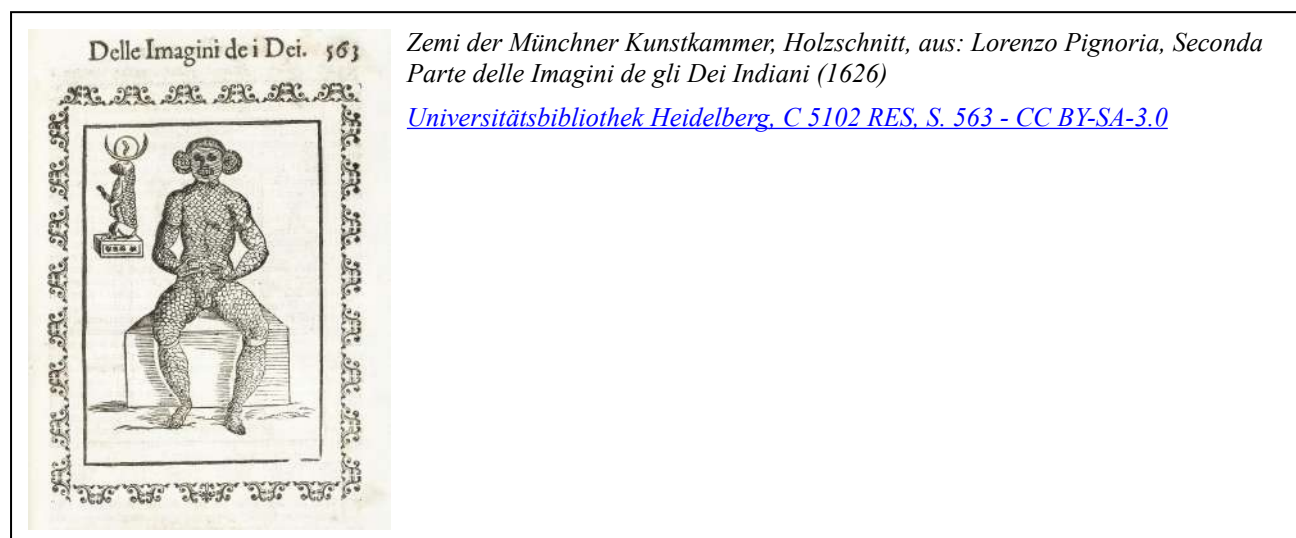 Delle Imagini de i Dei. 563
Zemi der Münchner Kunstkammer, Holzschnitt, aus: Lorenzo Pignoria, Seconda
Parte delle Imagini de gli Dei Indiani (1626)
Universitätsbibliothek Heidelberg, C 5102 RES, S. 563 - CC BY-SA-3.0